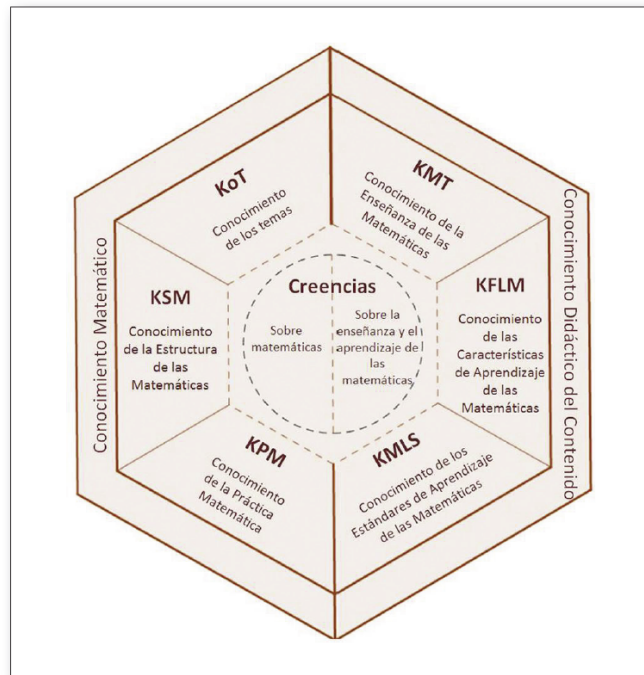 KoT
Conocimiento
de los temas
KMT
Conocimiento de la
Enseñanza de las
Matemáticas
KSM
Conocimiento
de la Estructura
de las
Matemáticas
Creencias
Sobre
matemáticas
Sobre la
enseñanza y el
aprendizaje de
las
matemáticas
KFLM
Conocimiento
de las
Características
de Aprendizaje
de las
Matemáticas
KPM
Conocimiento
de la Práctica
Matemática
KMLS
Conocimiento de los
Estándares de Aprendizaje
de las Matemáticas
Conocimiento Matemático
Conocimiento Didáctico del Contenido